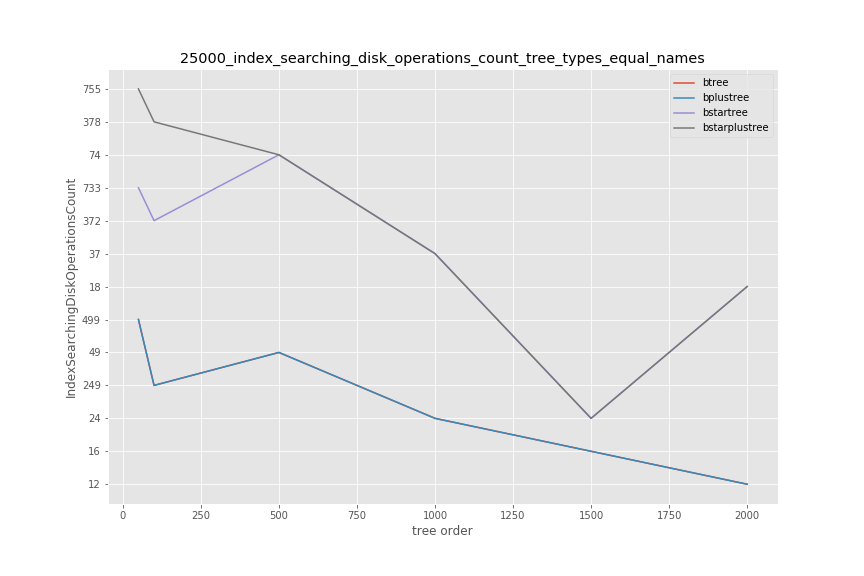 25000_index_searching_disk_operations_count_tree_types_equal_names
btree
bplustree
bstartree
bstarplustree
IndexSearchingDiskOperationsCount
755
378
74
733
372
37
18
499
49
249
24
16
12
0 250 500 750 1000 1250 1500 1750 2000
tree order